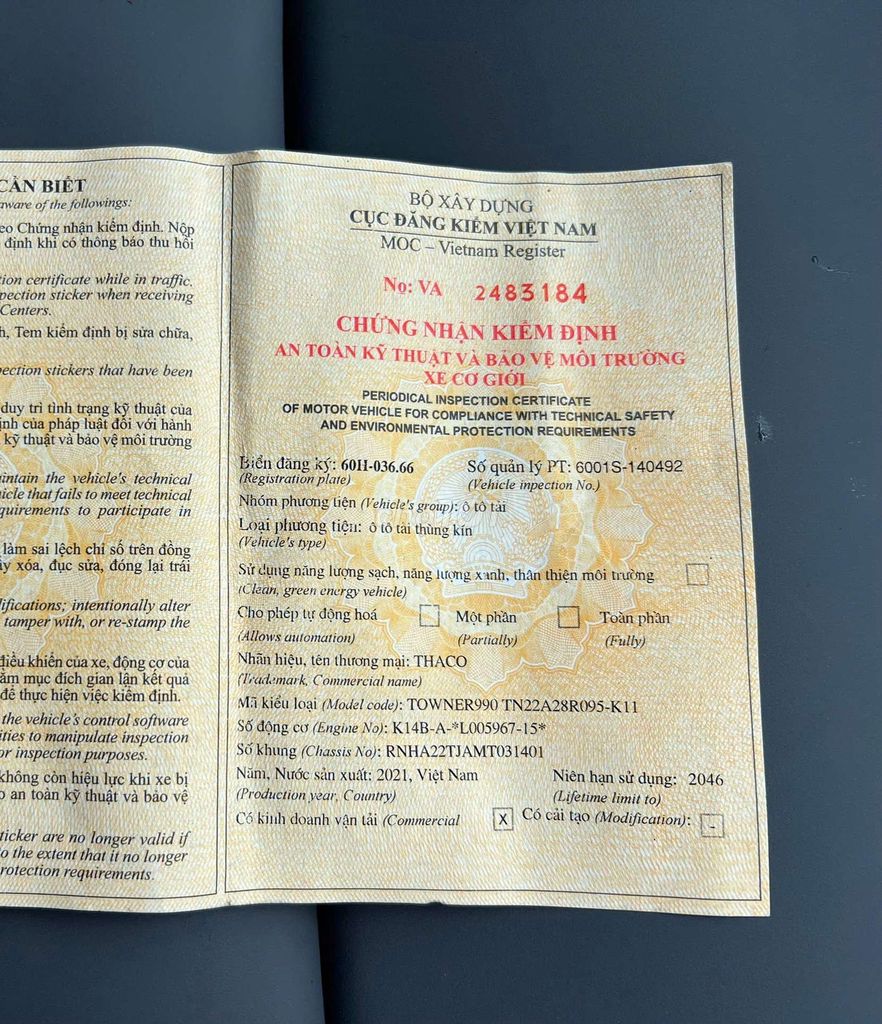 CẦN BIẾT
aware of the followings:
eo Chứng nhận kiểm định. Nộp
định khi có thông báo thu hồi
tion certificate while in traffic.
pection sticker when receiving
Centers.
h, Tem kiểm định bị sửa chữa,
pection stickers that have been
duy trì tình trạng kỹ thuật của
ịnh của pháp luật đối với hành
kỹ thuật và bảo vệ môi trường
aintain the vehicle's technical
icle that fails to meet technical
quirements to participate in
làm sai lệch chỉ số trên đồng
ẩy xóa, đục sửa, đóng lại trái
ifications; intentionally alter
tamper with, or re-stamp the
điều khiển của xe, động cơ của
ằm mục đích gian lận kết quả
để thực hiện việc kiểm định.
the vehicle's control software
ities to manipulate inspection
or inspection purposes.
không còn hiệu lực khi xe bị
o an toàn kỹ thuật và bảo vệ
ticker are no longer valid if
o the extent that it no longer
rotection requirements.
BỘ XÂY DỰNG
CỤC ĐĂNG KIỂM VIỆT NAM
MOC – Vietnam Register
No: VA 2483184
CHỨNG NHẬN KIỂM ĐỊNH
AN TOÀN KỸ THUẬT VÀ BẢO VỆ MÔI TRƯỜNG
XE CƠ GIỚI
PERIODICAL INSPECTION CERTIFICATE
OF MOTOR VEHICLE FOR COMPLIANCE WITH TECHNICAL SAFETY
AND ENVIRONMENTAL PROTECTION REQUIREMENTS
Biển đăng ký: 60H-036.66 Số quản lý PT: 6001S-140492
(Registration plate) (Vehicle inpection No.)
Nhóm phương tiện (Vehicle's group): ô tô tải
Loại phương tiện: ô tô tải thùng kín
(Vehicle's type)
Sử dụng năng lượng sạch, năng lượng xanh, thân thiện môi trường
(Clean, green energy vehicle)
Cho phép tự động hoá Một phần Toàn phần
(Allows automation) (Partially) (Fully)
Nhãn hiệu, tên thương mại: THACO
(Trademark, Commercial name)
Mã kiểu loại (Model code): TOWNER990 TN22A28R095-K11
Số động cơ (Engine No): K14B-A-*L005967-15*
Số khung (Chassis No): RNHA22TJAMT031401
Năm, Nước sản xuất: 2021, Việt Nam Niên hạn sử dụng: 2046
(Production year, Country) (Lifetime limit to)
Có kinh doanh vận tải (Commercial X Có cải tạo (Modification): -